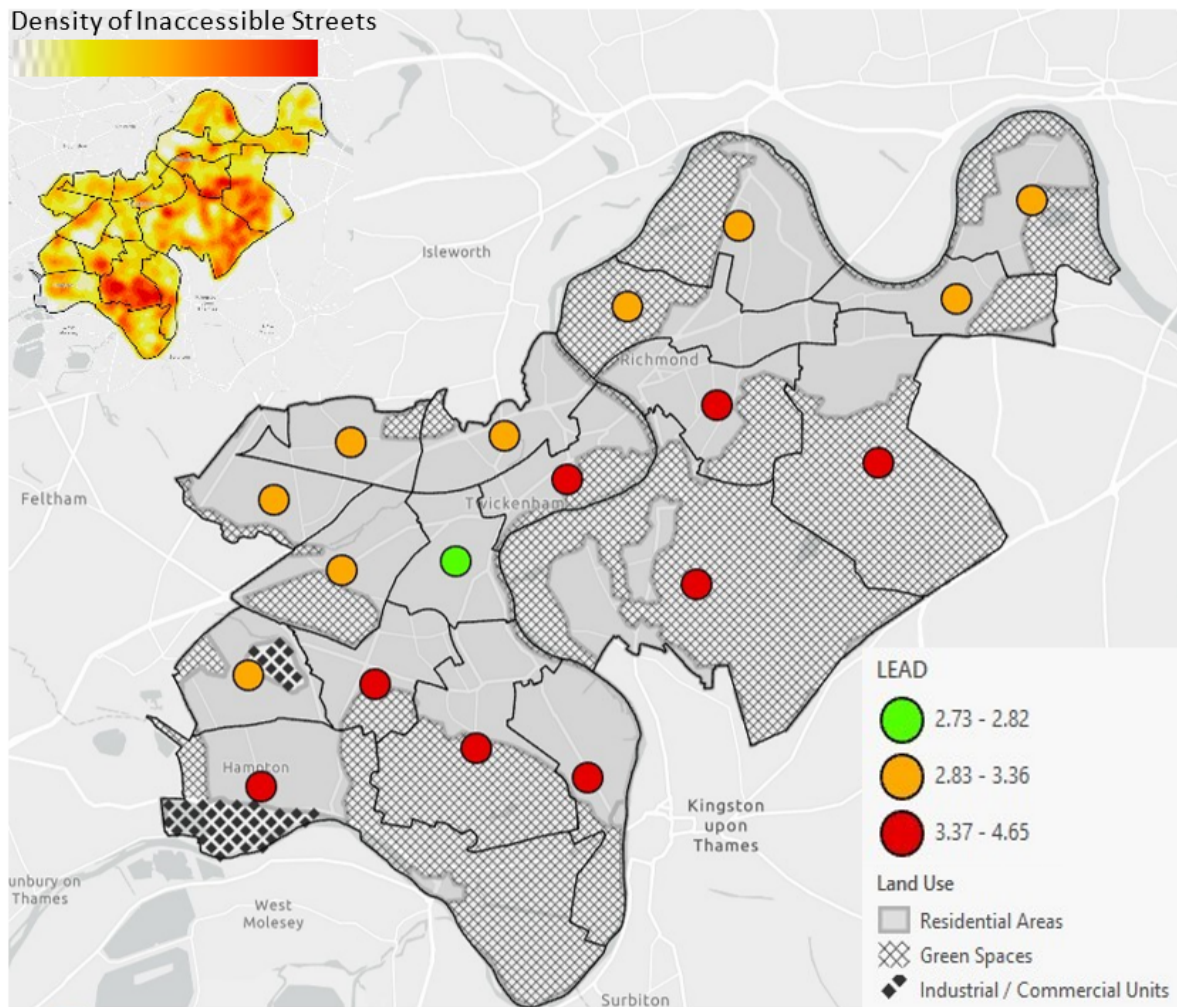 Density of Inaccessible Streets
Isleworth
Richmond
Feltham
Twickenham
Hampton
Kingston
upon
Thames
unbury on
Thames
West
Molesey
Surbiton
LEAD
2.73 - 2.82
2.83 - 3.36
3.37 - 4.65
Land Use
Residential Areas
Green Spaces
Industrial / Commercial Units